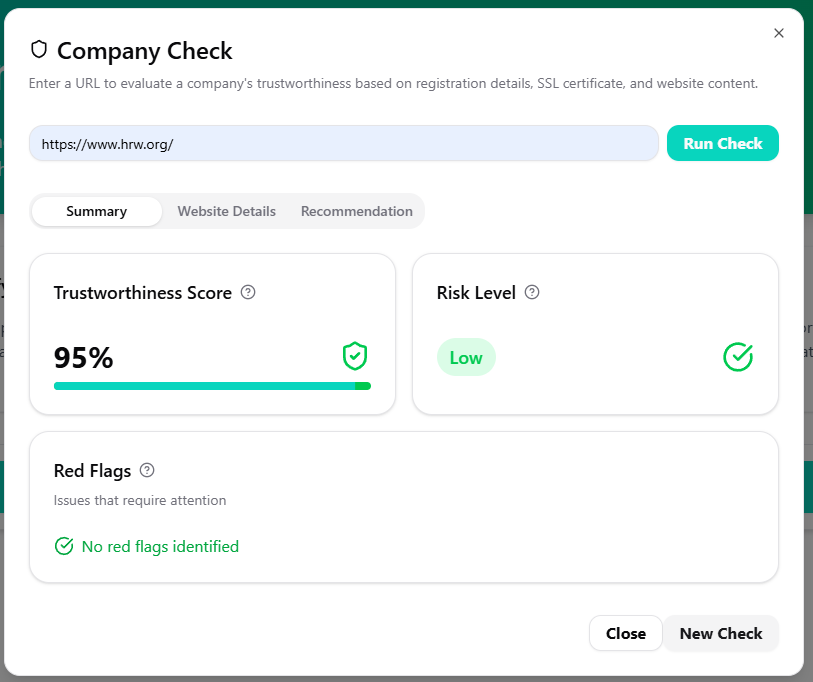 Company Check
Enter a URL to evaluate a company's trustworthiness based on registration details, SSL certificate, and website content.
https://www.hrw.org/
Run Check
Summary
Website Details
Recommendation
Trustworthiness Score
95%
Risk Level
Low
Red Flags
Issues that require attention
No red flags identified
Close
New Check